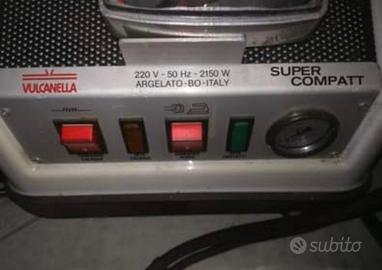 VULCANELLA
220 V - 50 Hz - 2150 W
ARGELATO-BO-ITALY
SUPER
COMPATT
subito